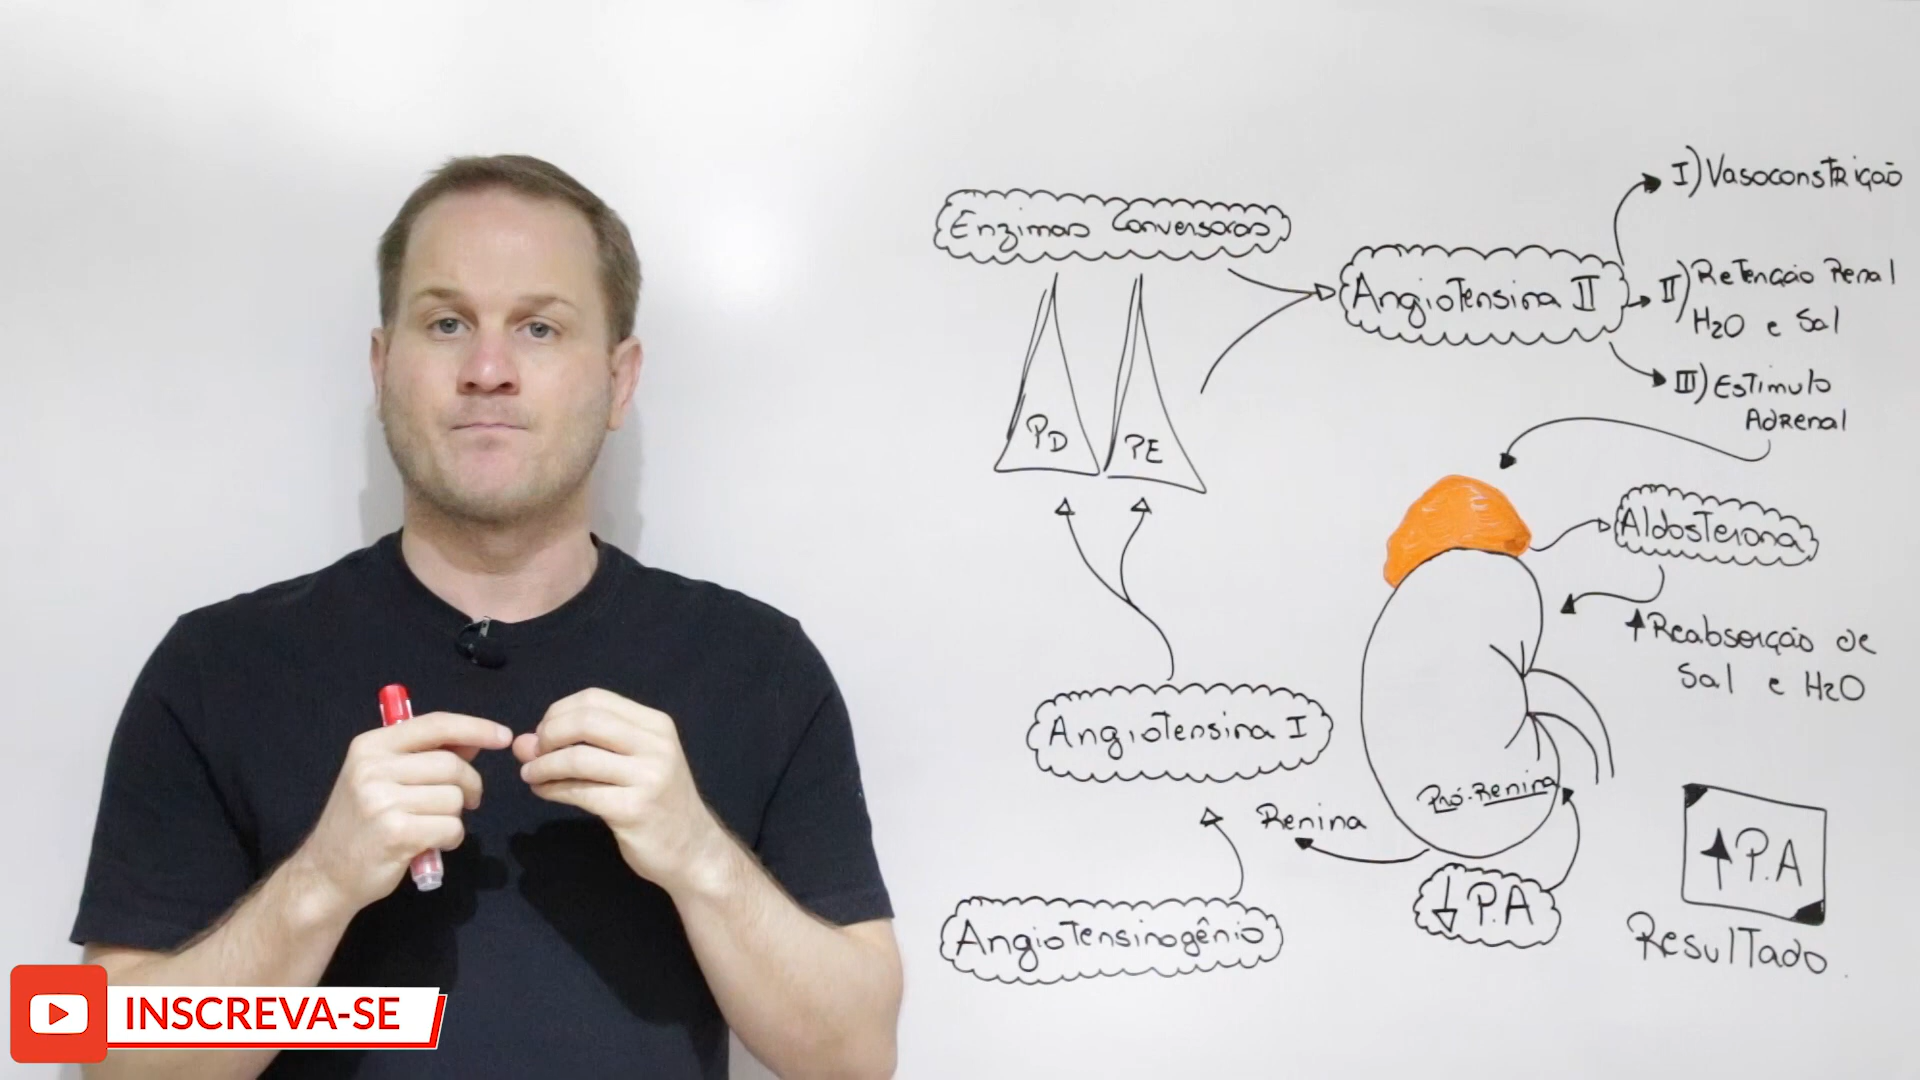 I) Vasoconstrição
Enzimas Conversoras
Angiotensina II
II) Retenção Renal
H2O e Sal
III) Estimulo
Adrenal
PD
PE
Aldosterona
↑Reabsorção de
Sal e H2O
Angiotensina I
Pró-Renina
Renina
↑P.A
↓P.A
Angiotensinogênio
Resultado.
INSCREVA-SE